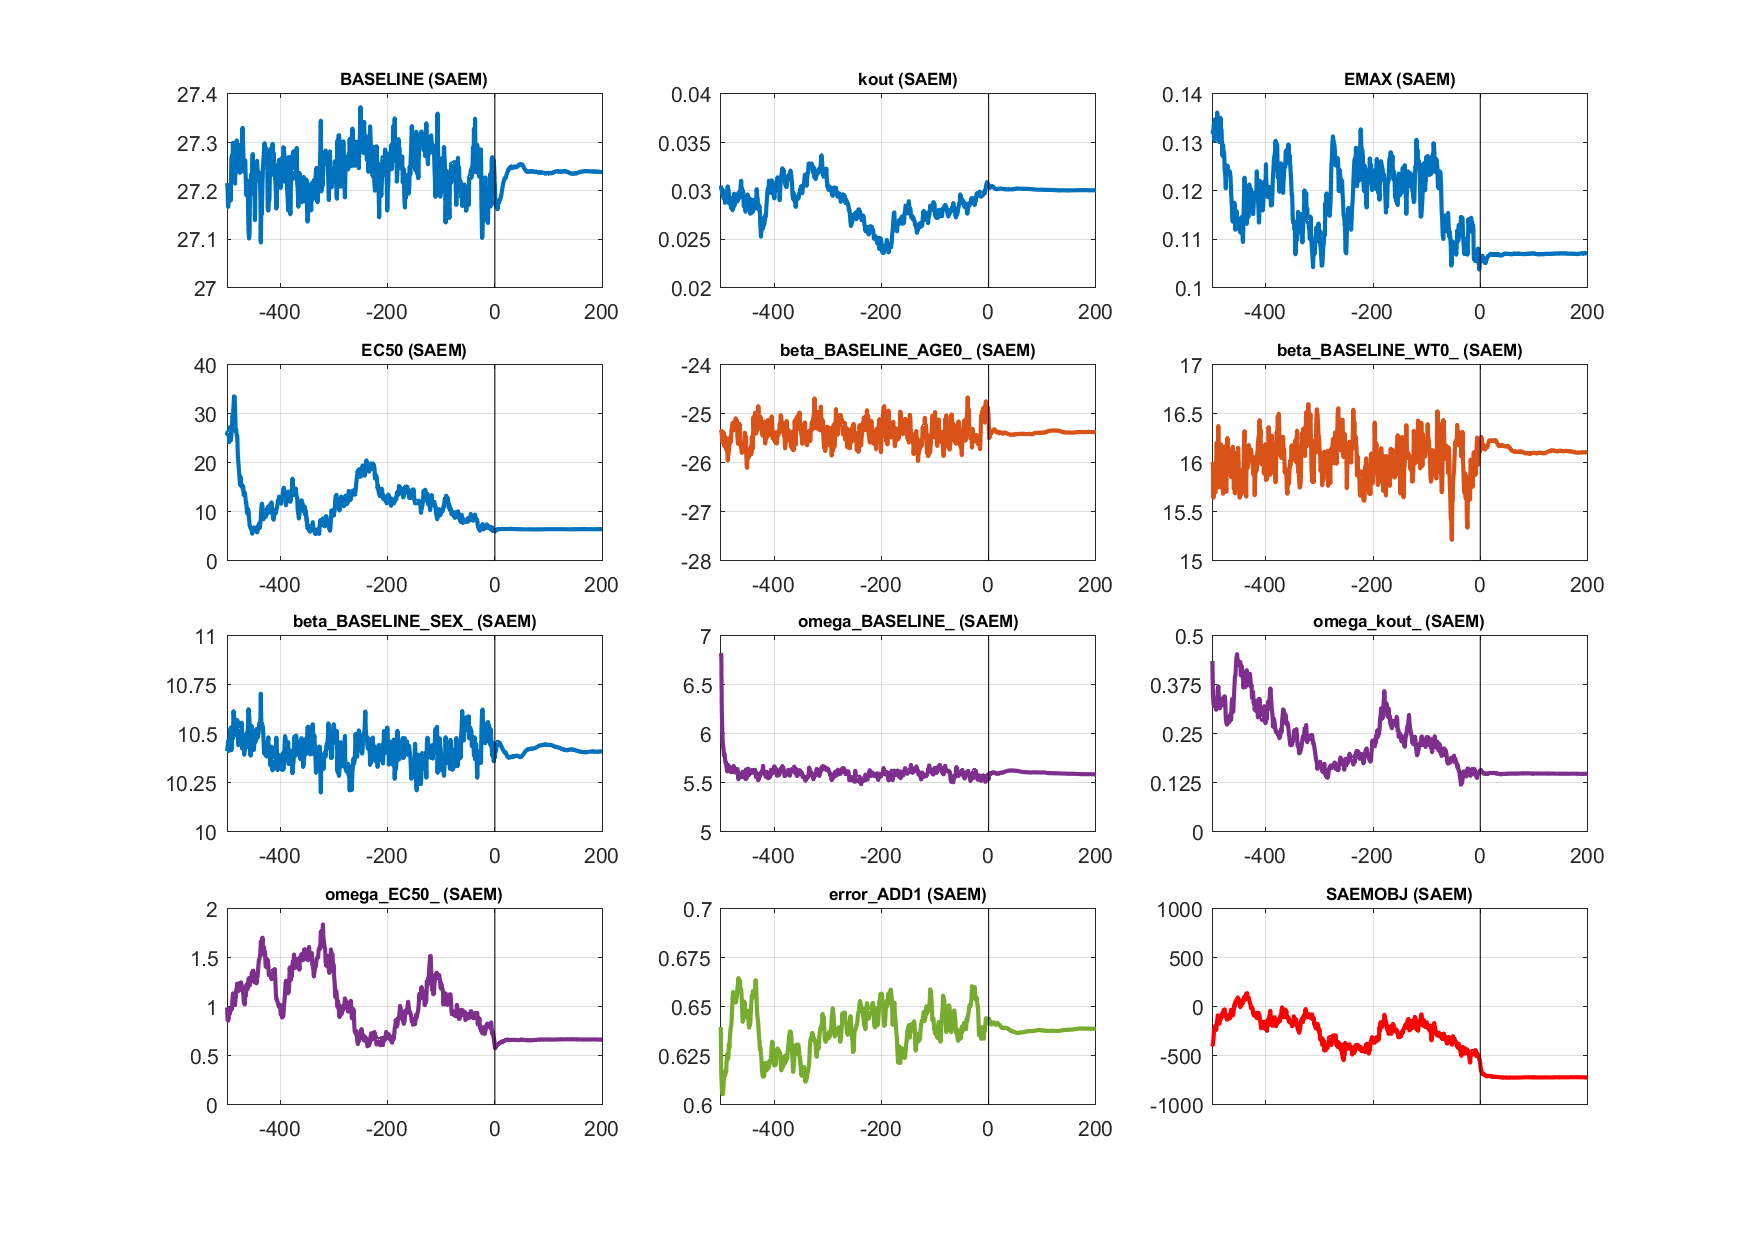 BASELINE (SAEM)
27.4
27.3
27.2
27.1
27
-400 -200 0 200
kout (SAEM)
0.04
0.035
0.03
0.025
0.02
-400 -200 0 200
EMAX (SAEM)
0.14
0.13
0.12
0.11
0.1
-400 -200 0 200
EC50 (SAEM)
40
30
20
10
0
-400 -200 0 200
beta_BASELINE_AGE0_ (SAEM)
-24
-25
-26
-27
-28
-400 -200 0 200
beta_BASELINE_WT0_ (SAEM)
17
16.5
16
15.5
15
-400 -200 0 200
beta_BASELINE_SEX_ (SAEM)
11
10.75
10.5
10.25
10
-400 -200 0 200
omega_BASELINE_ (SAEM)
7
6.5
6
5.5
5
-400 -200 0 200
omega_kout_ (SAEM)
0.5
0.375
0.25
0.125
0
-400 -200 0 200
omega_EC50_ (SAEM)
2
1.5
1
0.5
0
-400 -200 0 200
error_ADD1 (SAEM)
0.7
0.675
0.65
0.625
0.6
-400 -200 0 200
SAEMOBJ (SAEM)
1000
500
0
-500
-1000
-400 -200 0 200